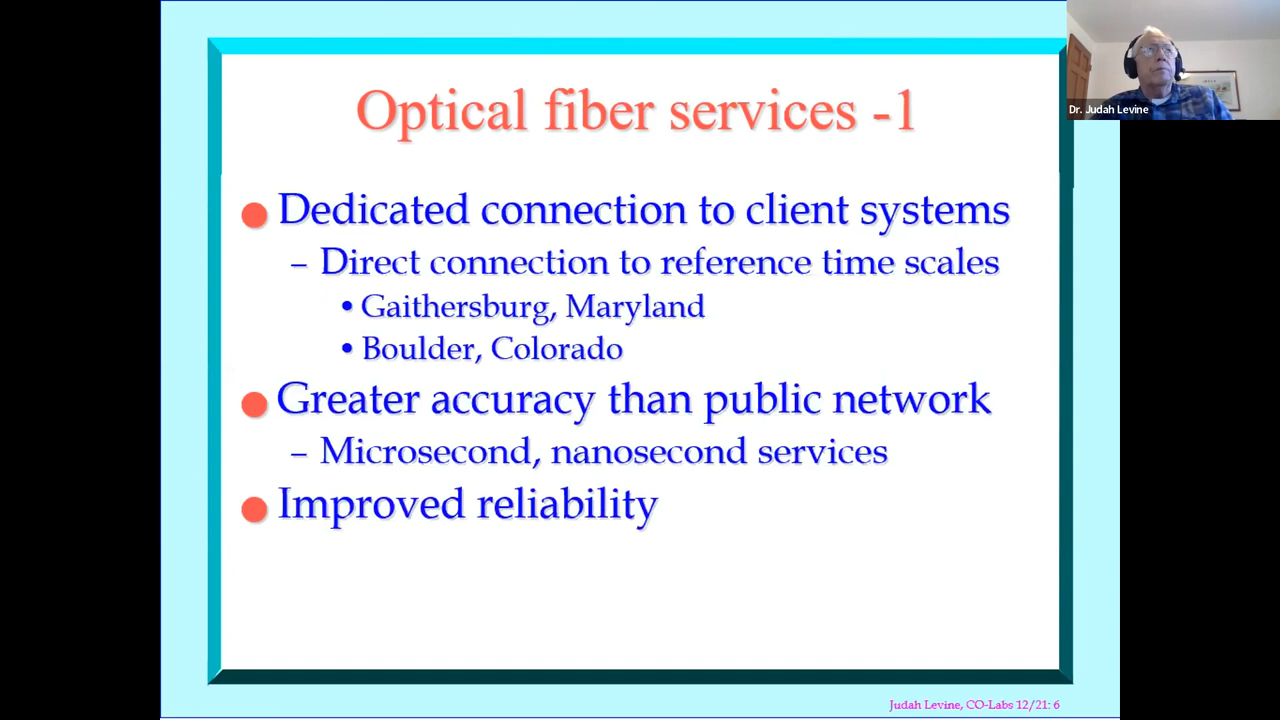 Optical fiber services -1
Dedicated connection to client systems
– Direct connection to reference time scales
• Gaithersburg, Maryland
• Boulder, Colorado
Greater accuracy than public network
– Microsecond, nanosecond services
Improved reliability
Judah Levine, CO-Labs 12/21: 6
Dr. Judah Levine